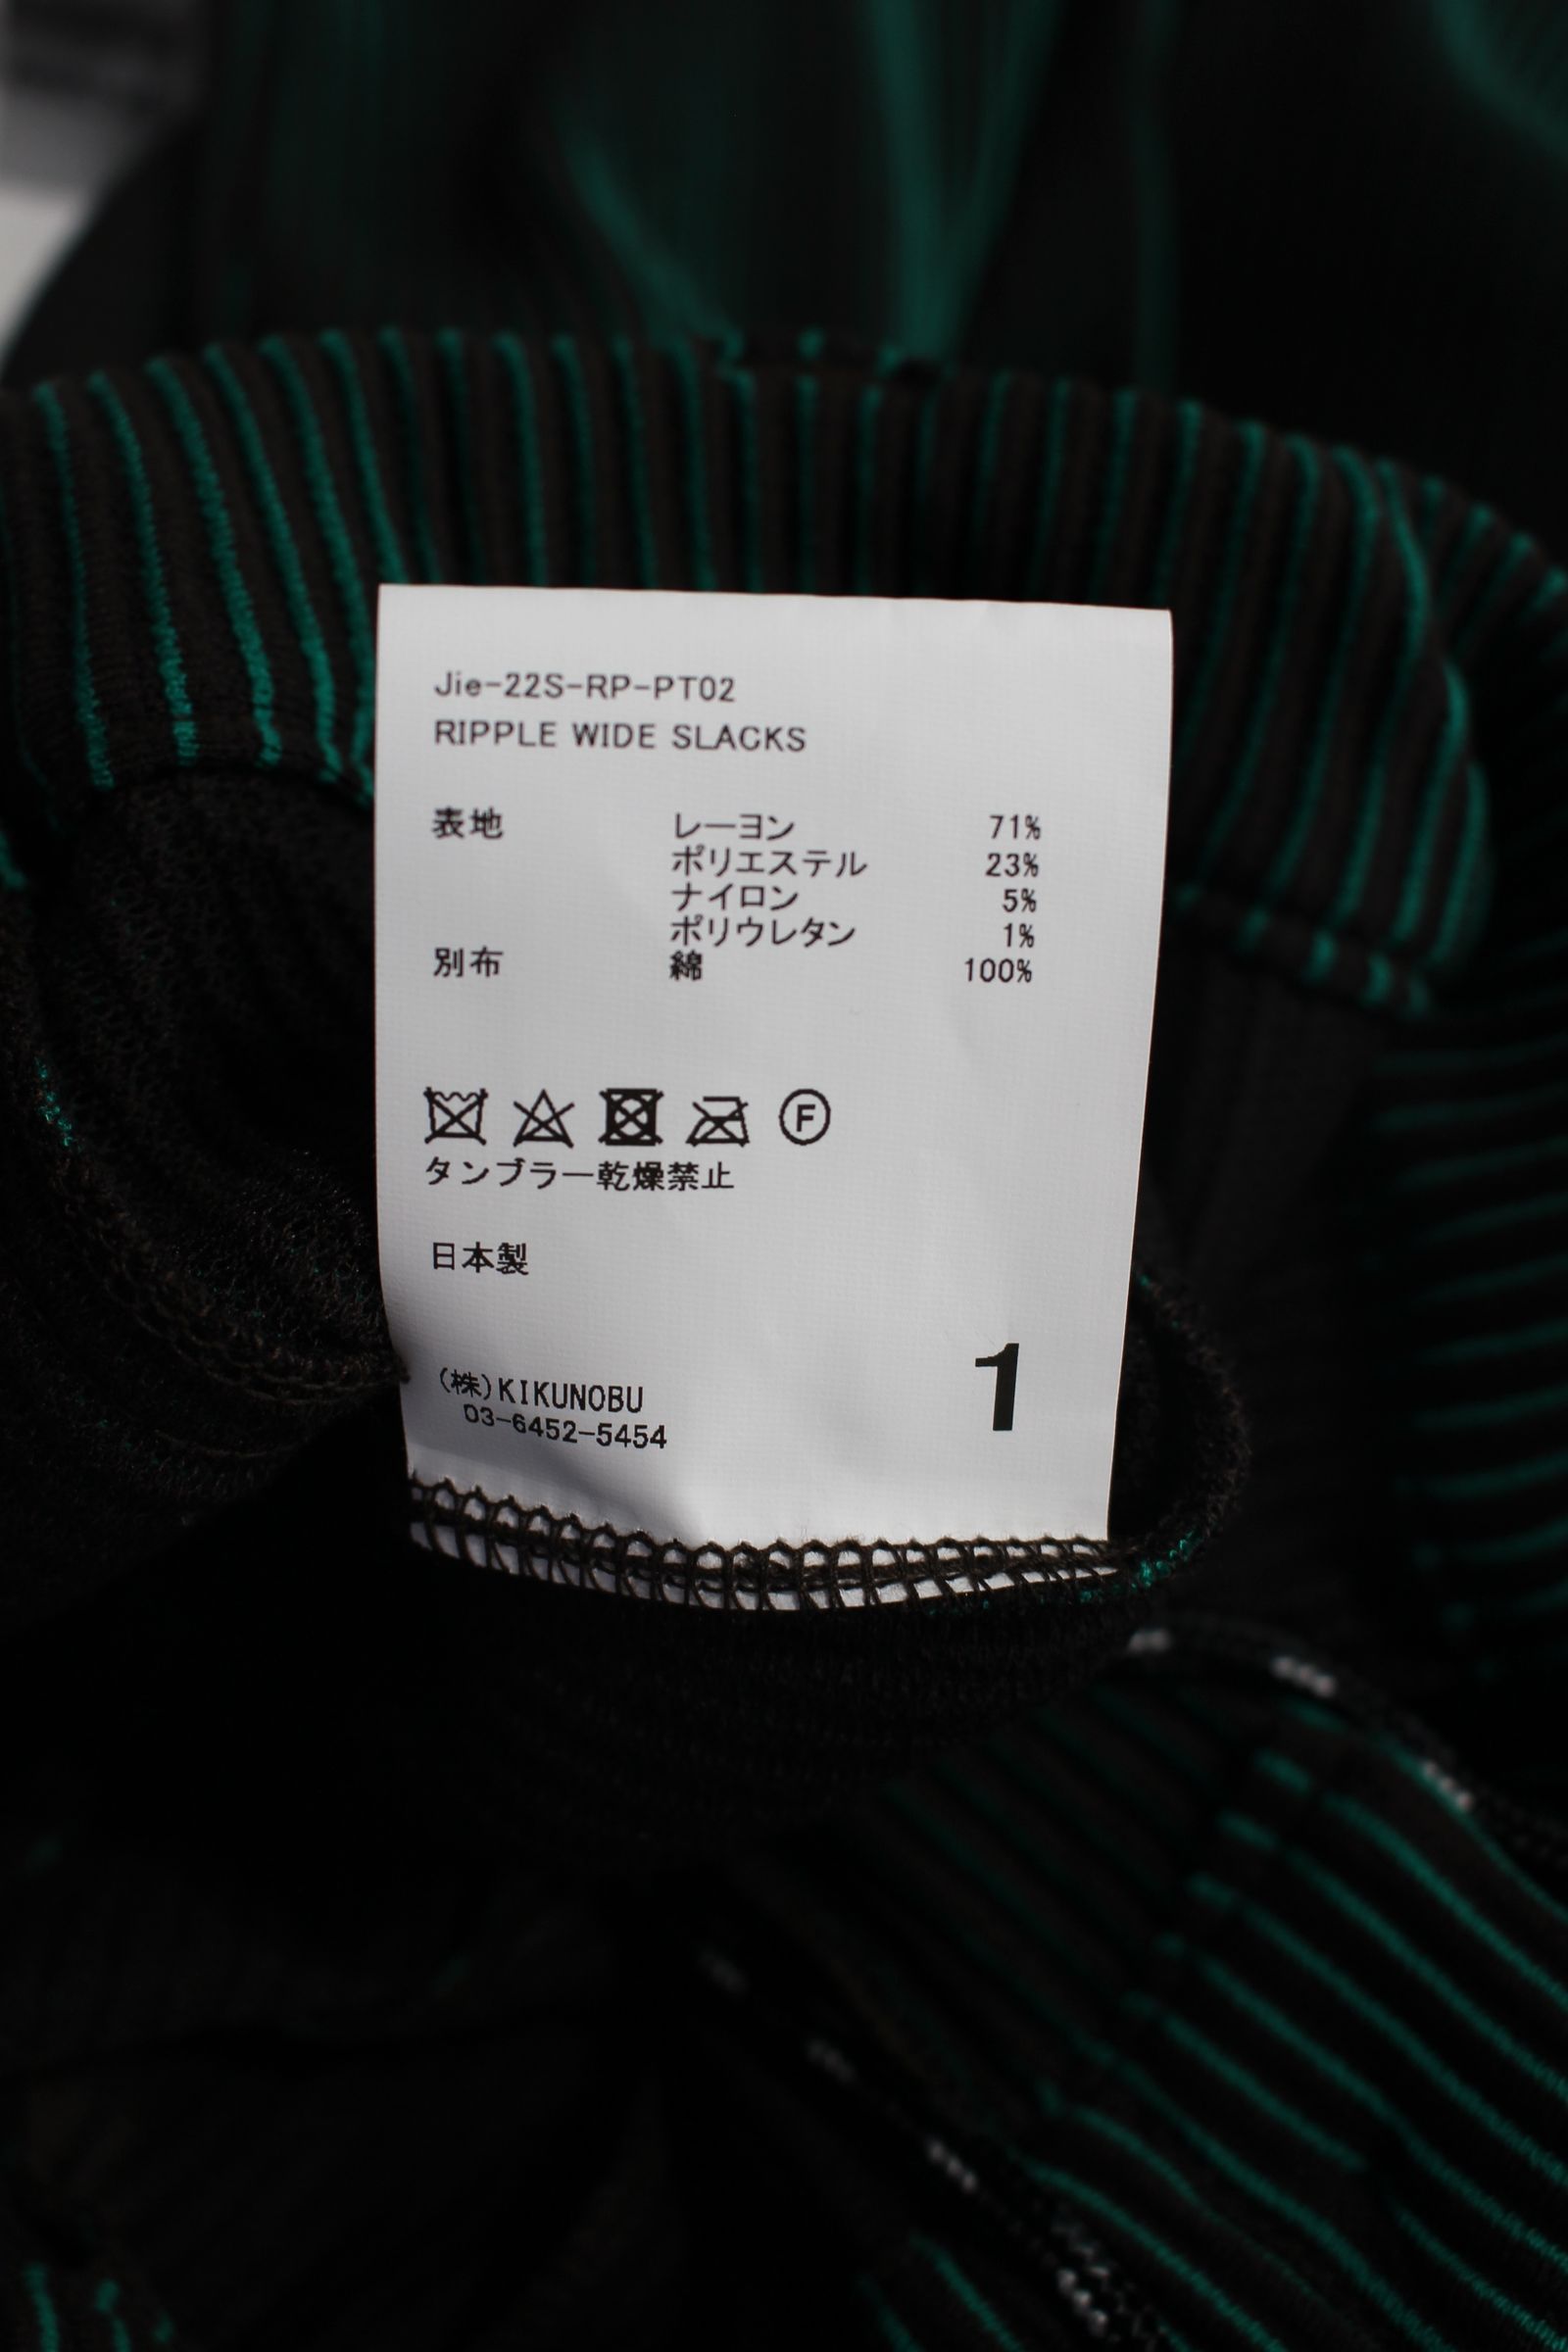 Jie-22S-RP-PT02
RIPPLE WIDE SLACKS
表地 レーヨン 71%
ポリエステル 23%
ナイロン 5%
ポリウレタン 1%
別布 綿 100%
F
タンブラー乾燥禁止
日本製
1
(株)KIKUNOBU
03-6452-5454